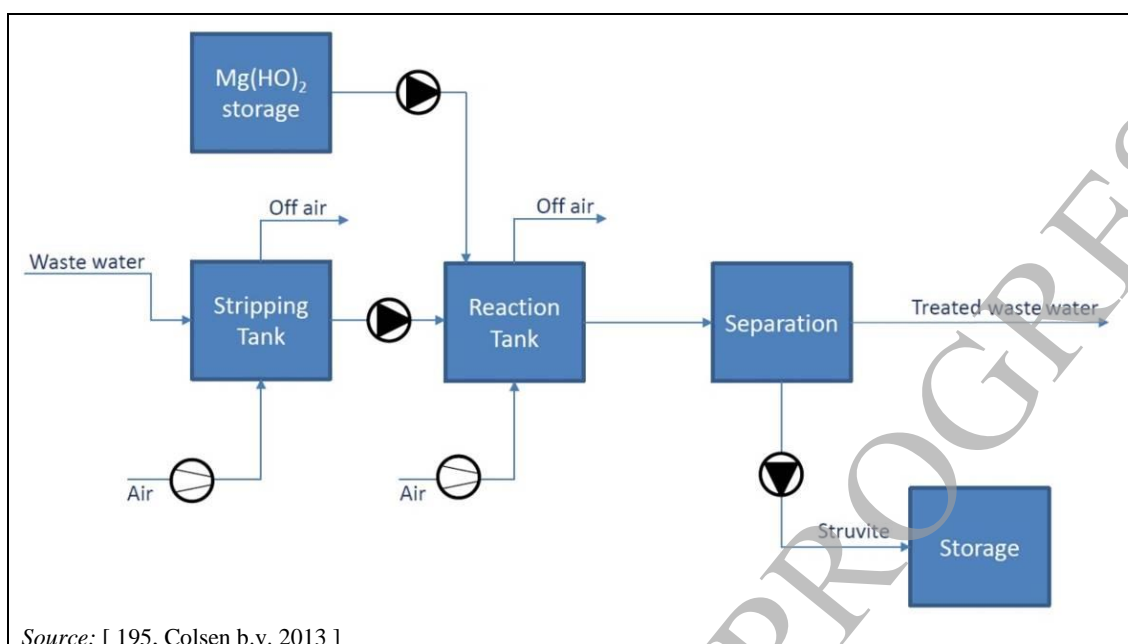 Mg(HO)₂
storage
Off air
Off air
Waste water
Stripping
Tank
Reaction
Tank
Separation
Treated waste water
Air
Air
Struvite
Storage
Source: [ 195, Colsen b.v. 2013 ]
PROGRES